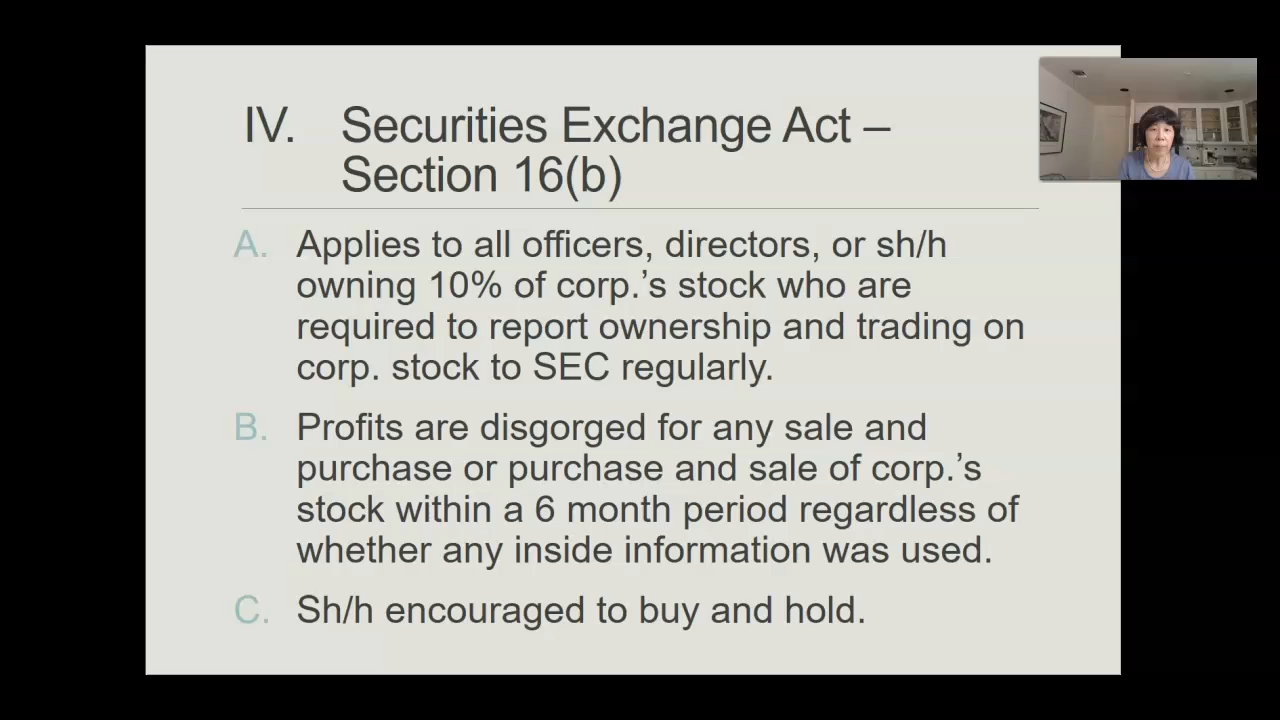 IV. Securities Exchange Act –
Section 16(b)
A. Applies to all officers, directors, or sh/h
owning 10% of corp.’s stock who are
required to report ownership and trading on
corp. stock to SEC regularly.
B. Profits are disgorged for any sale and
purchase or purchase and sale of corp.’s
stock within a 6 month period regardless of
whether any inside information was used.
C. Sh/h encouraged to buy and hold.